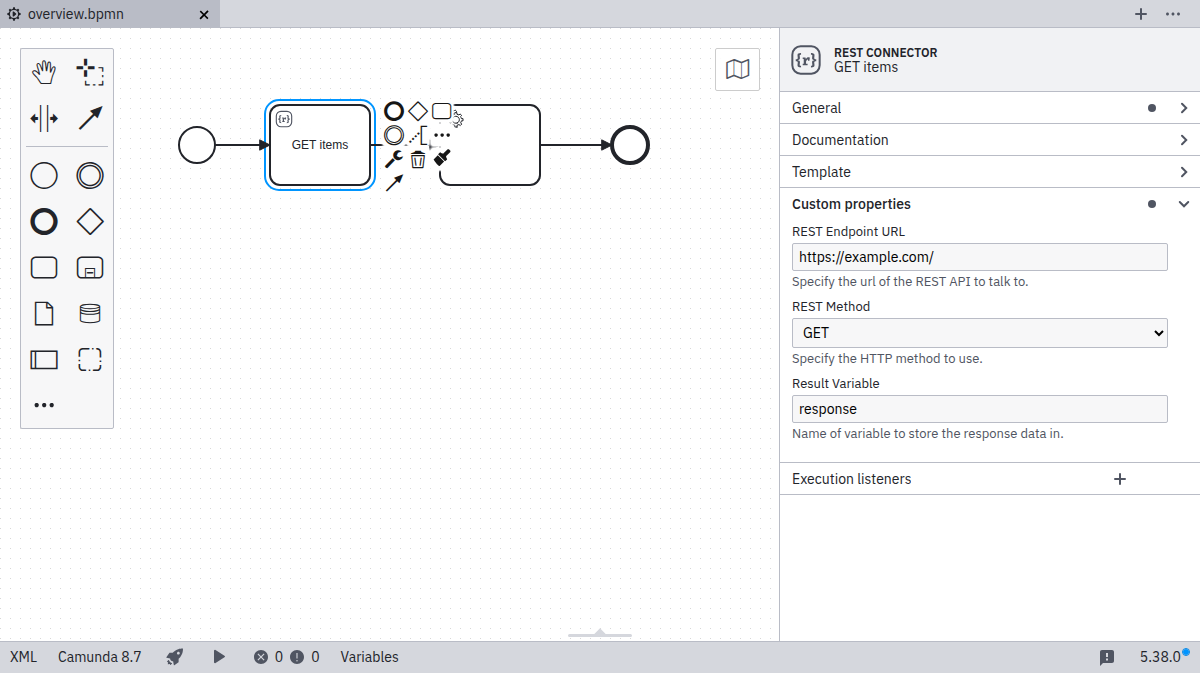 overview.bpmn
REST CONNECTOR
GET items
{r}
{r}
GET items
General
Documentation
Template
Custom properties
REST Endpoint URL
https://example.com/
Specify the url of the REST API to talk to.
REST Method
GET
Specify the HTTP method to use.
Result Variable
response
Name of variable to store the response data in.
Execution listeners
XML Camunda 8.7 0 0 Variables 5.38.0